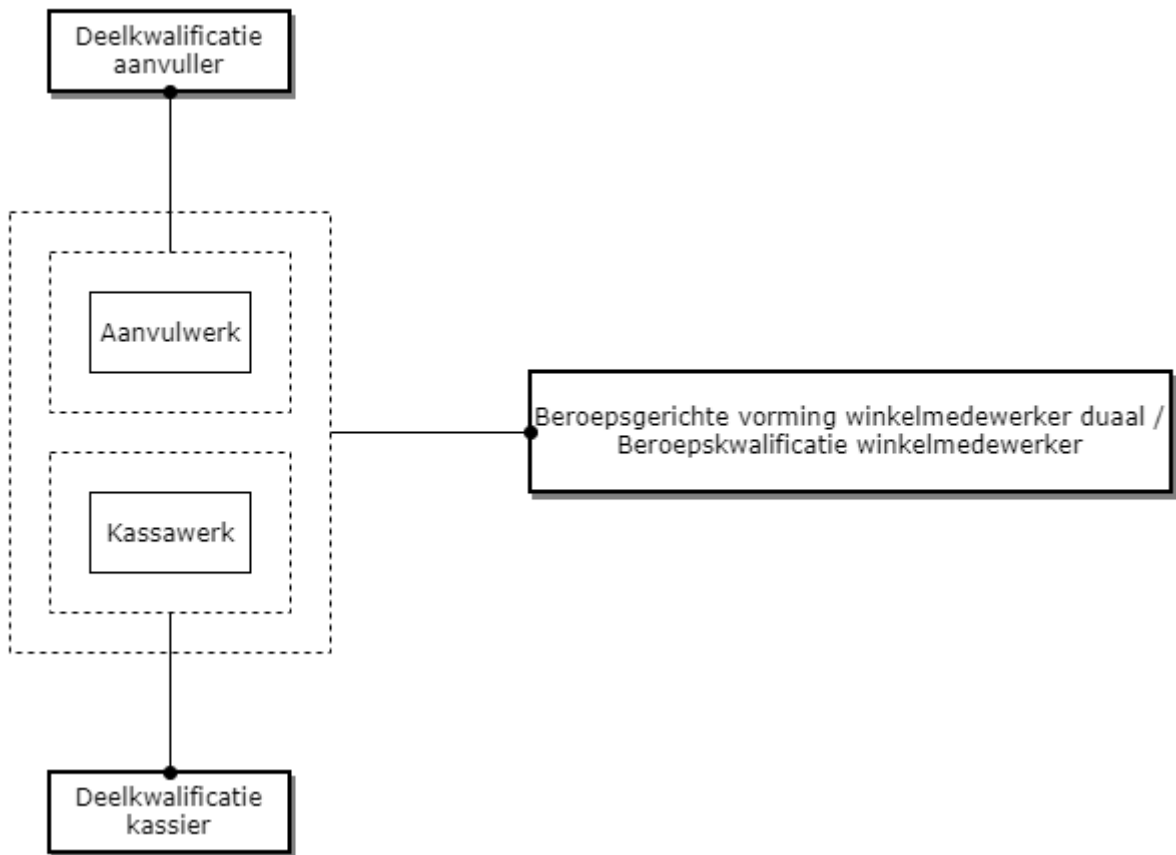 Deelkwalificatie
aanvuller
Aanvulwerk
Beroepsgerichte vorming winkelmedewerker duaal /
Beroepskwalificatie winkelmedewerker
Kassawerk
Deelkwalificatie
kassier